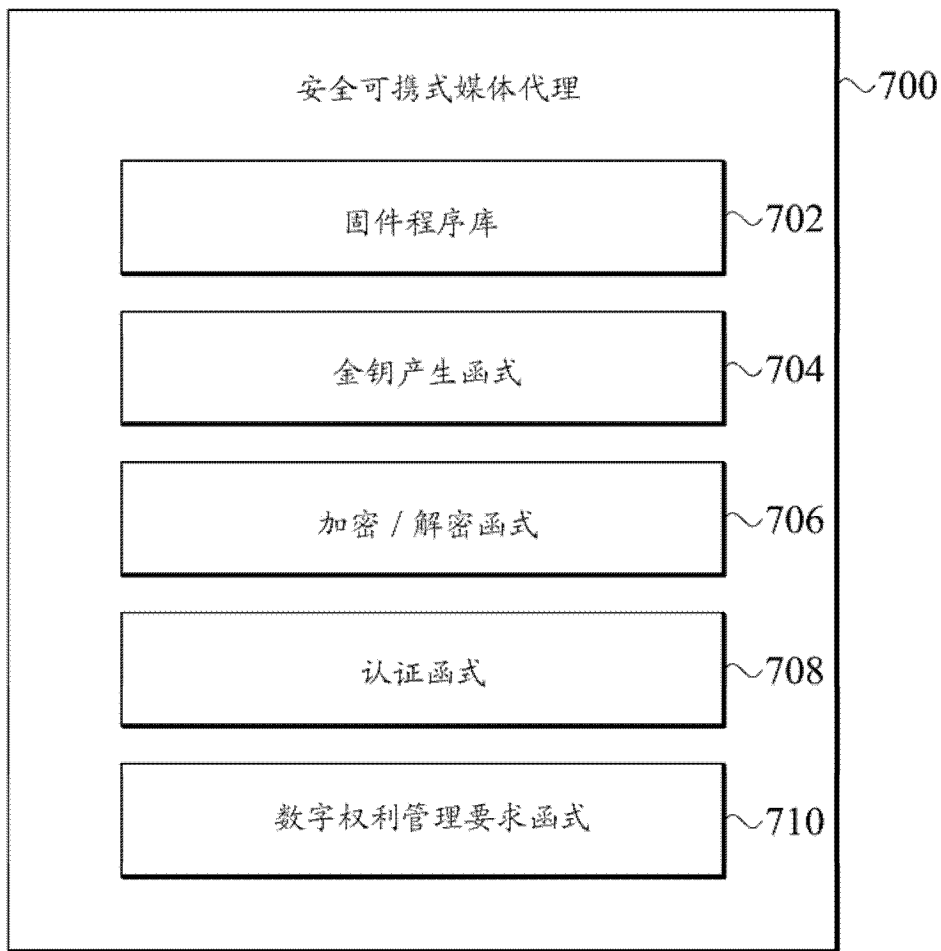 安全可携式媒体代理
700
固件程序库
702
金钥产生函式
704
加密/解密函式
706
认证函式
708
数字权利管理要求函式
710